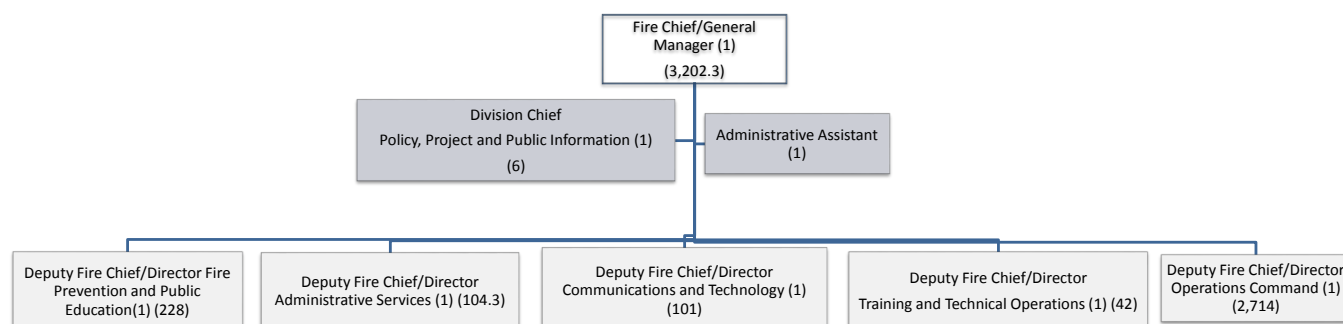 Fire Chief/General
Manager (1)
(3,202.3)
Division Chief
Policy, Project and Public Information (1)
(6)
Administrative Assistant
(1)
Deputy Fire Chief/Director Fire
Prevention and Public
Education(1) (228)
Deputy Fire Chief/Director
Administrative Services (1) (104.3)
Deputy Fire Chief/Director
Communications and Technology (1)
(101)
Deputy Fire Chief/Director
Training and Technical Operations (1) (42)
Deputy Fire Chief/Director
Operations Command (1)
(2,714)